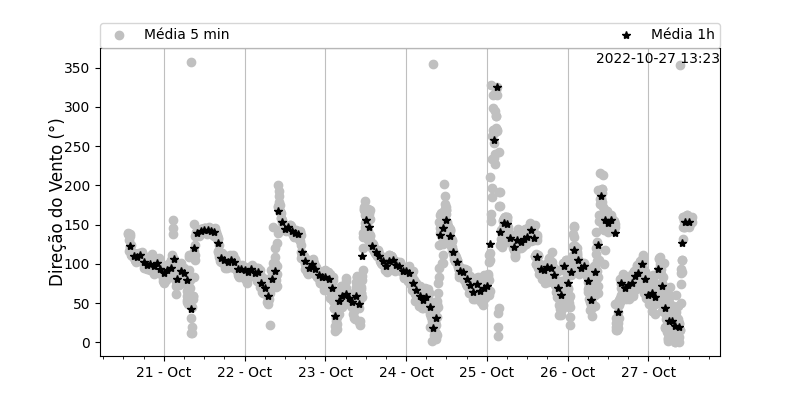 Média 5 min
Média 1h
2022-10-27 13:23
Direção do Vento (°)
350
300
250
200
150
100
50
0
21 - Oct
22 - Oct
23 - Oct
24 - Oct
25 - Oct
26 - Oct
27 - Oct